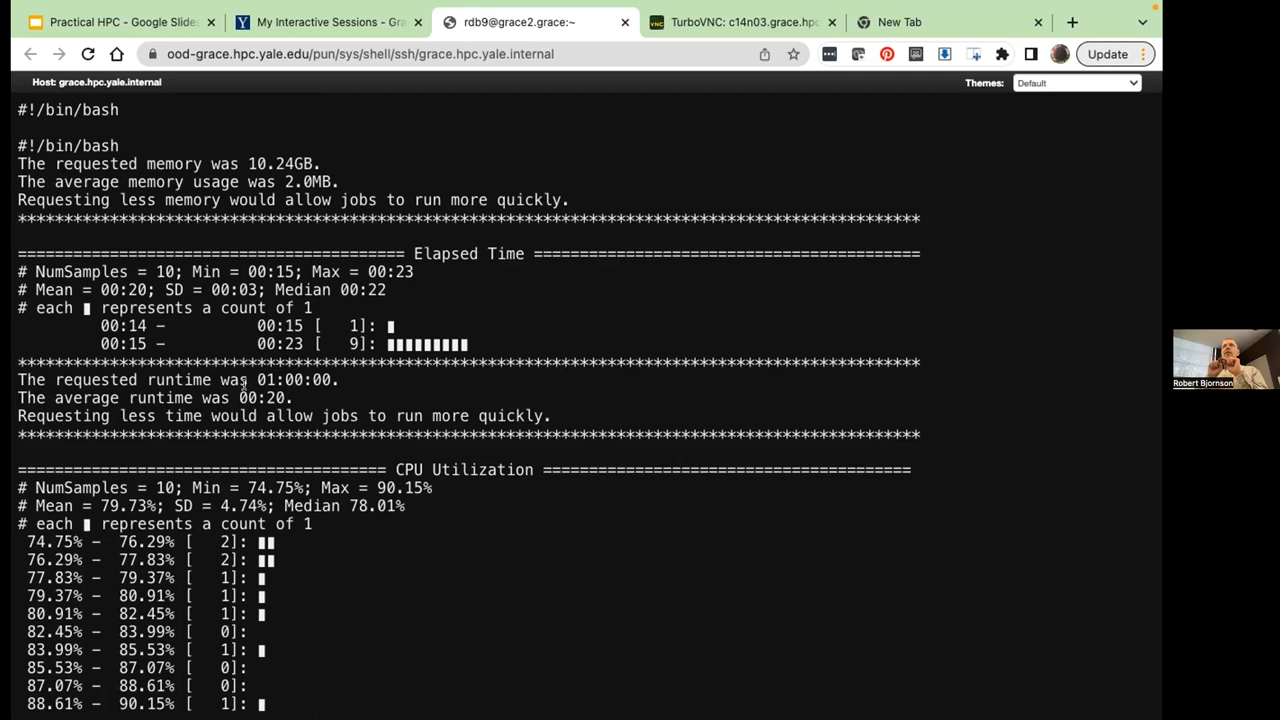 Practical HPC - Google Slides
My Interactive Sessions - Gra
rdb9@grace2.grace:~
TurboVNC: c14n03.grace.hpc.
New Tab
ood-grace.hpc.yale.edu/pun/sys/shell/ssh/grace.hpc.yale.internal
Update
Host: grace.hpc.yale.internal
Themes:
Default
#!/bin/bash
#!/bin/bash
The requested memory was 10.24GB.
The average memory usage was 2.0MB.
Requesting less memory would allow jobs to run more quickly.
**************************************************************************************************
========================================== Elapsed Time ==========================================
# NumSamples = 10; Min = 00:15; Max = 00:23
# Mean = 00:20; SD = 00:03; Median 00:22
# each ▮ represents a count of 1
00:14 - 00:15 [ 1]: ▮
00:15 - 00:23 [ 9]: ▮▮▮▮▮▮▮▮▮
**************************************************************************************************
The requested runtime was 01:00:00.
The average runtime was 00:20.
Requesting less time would allow jobs to run more quickly.
**************************************************************************************************
======================================== CPU Utilization ========================================
# NumSamples = 10; Min = 74.75%; Max = 90.15%
# Mean = 79.73%; SD = 4.74%; Median 78.01%
# each ▮ represents a count of 1
74.75% - 76.29% [ 2]: ▮▮
76.29% - 77.83% [ 2]: ▮▮
77.83% - 79.37% [ 1]: ▮
79.37% - 80.91% [ 1]: ▮
80.91% - 82.45% [ 1]: ▮
82.45% - 83.99% [ 0]:
83.99% - 85.53% [ 1]: ▮
85.53% - 87.07% [ 0]:
87.07% - 88.61% [ 0]:
88.61% - 90.15% [ 1]: ▮
Robert Bjornson